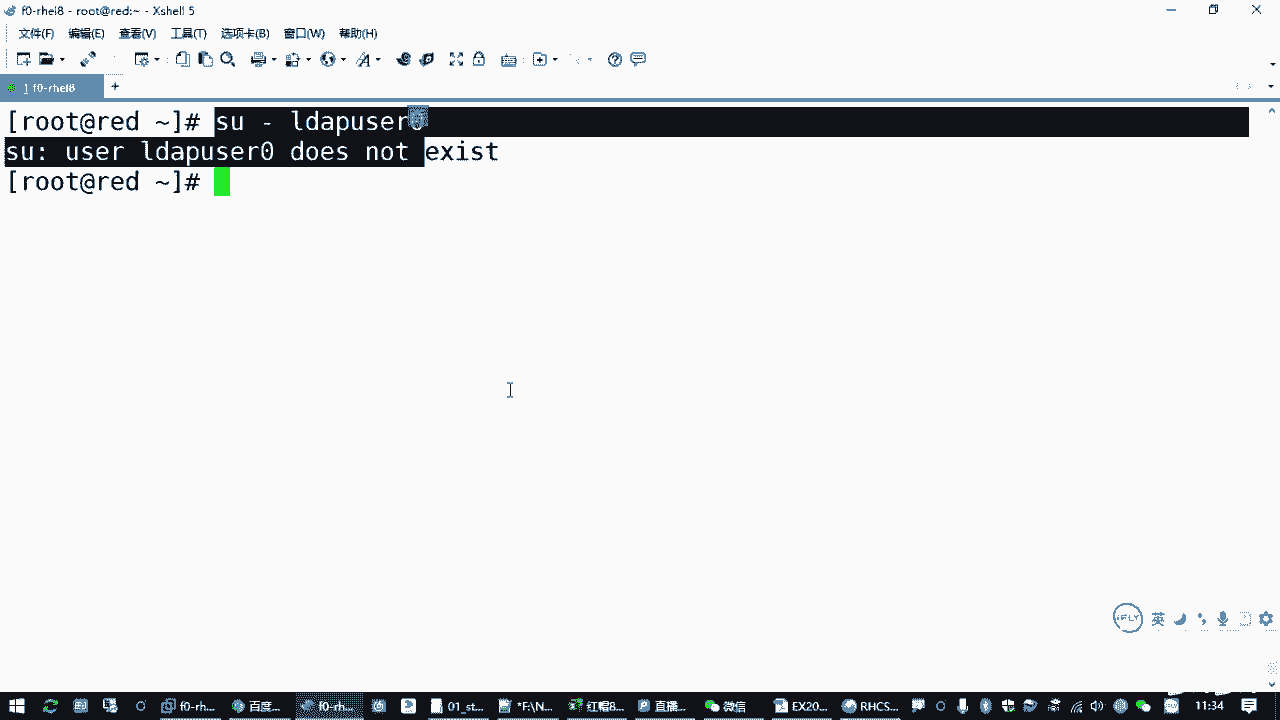 f0-rhel8 - root@red:~ - Xshell 5
文件(F) 编辑(E) 查看(V) 工具(T) 选项卡(B) 窗口(W) 帮助(H)
1 f0-rhel8 +
[root@red ~]# su - ldapuser0
su: user ldapuser0 does not exist
[root@red ~]#
iFLY 英
f0-rh... 百度... f0-rh... 01_st... *F:\N... 红帽8... 直播... 微信 EX20... RHCS... 11:34